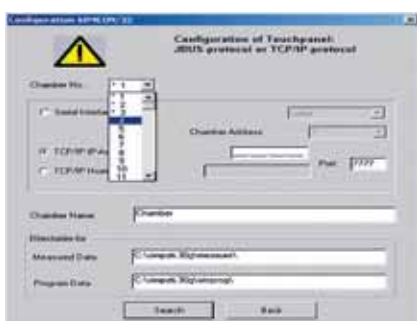 Configuration of Touchpanel:
JBUS protocol or TCP/IP protocol
Chamber No.: * 1
* 1
* 2
* 3
4
5
6
7
8
9
10
11
Serial Interface
Chamber Address
TCP/IP
Port ????
TCP/IP
Chamber Name Chamber
Directories for
Measured Data
Program Data
Search Back